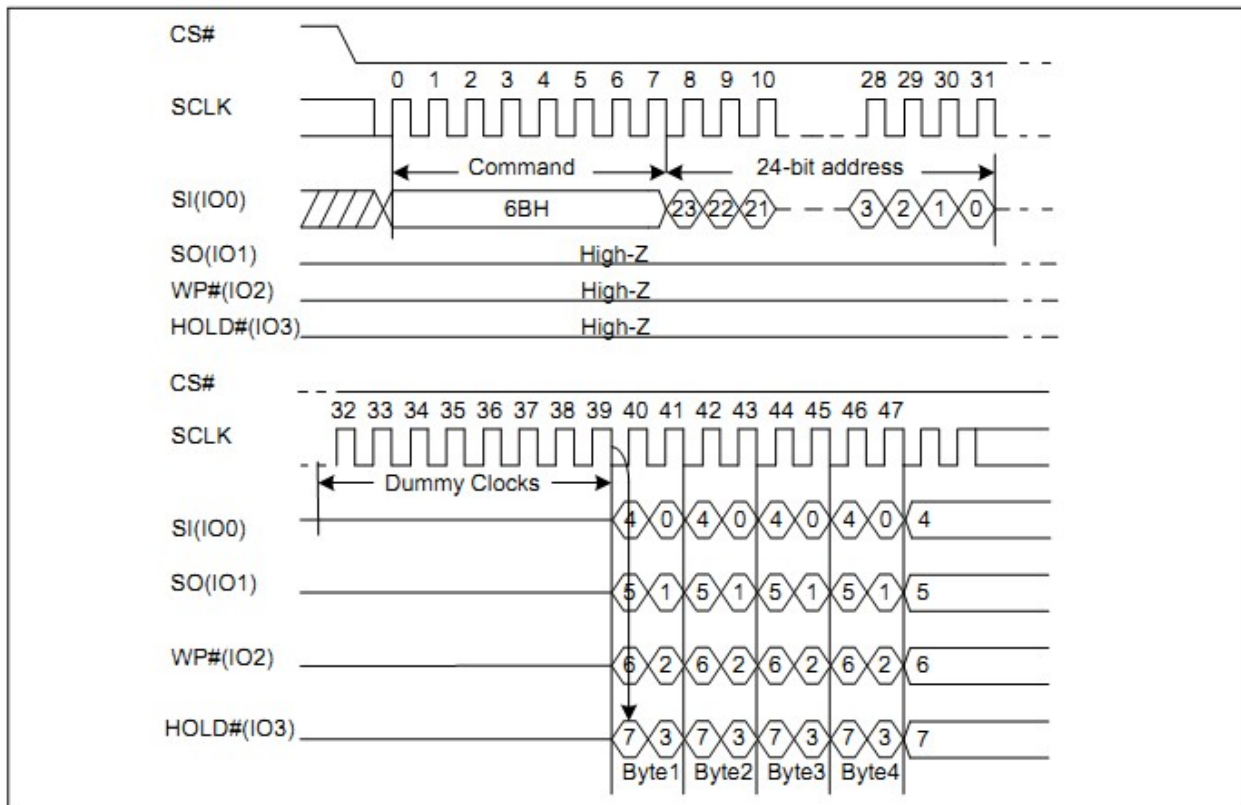 CS#
0 1 2 3 4 5 6 7 8 9 10 28 29 30 31
SCLK
Command 24-bit address
SI(IO0) 6BH 23 22 21 3 2 1 0
SO(IO1) High-Z
WP#(IO2) High-Z
HOLD#(IO3) High-Z
CS#
32 33 34 35 36 37 38 39 40 41 42 43 44 45 46 47
SCLK
Dummy Clocks
SI(IO0) 4 0 4 0 4 0 4 0 4
SO(IO1) 5 1 5 1 5 1 5 1 5
WP#(IO2) 6 2 6 2 6 2 6 2 6
HOLD#(IO3) 7 3 7 3 7 3 7 3 7
Byte1 Byte2 Byte3 Byte4